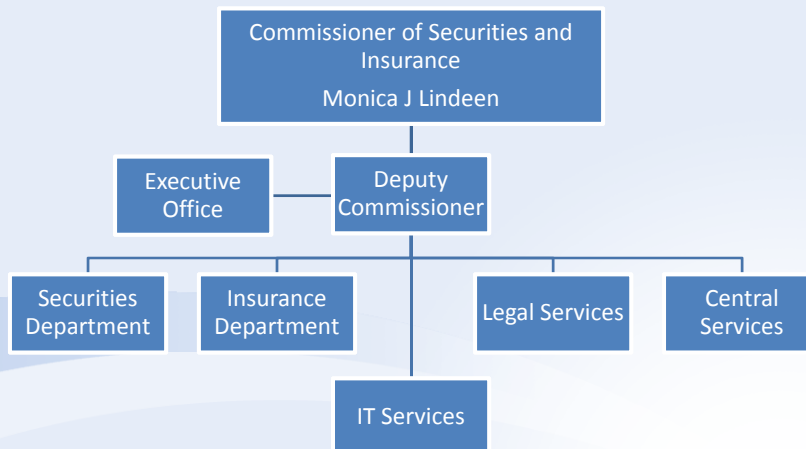 Commissioner of Securities and
Insurance
Monica J Lindeen
Executive
Office
Deputy
Commissioner
Securities
Department
Insurance
Department
Legal Services
Central
Services
IT Services